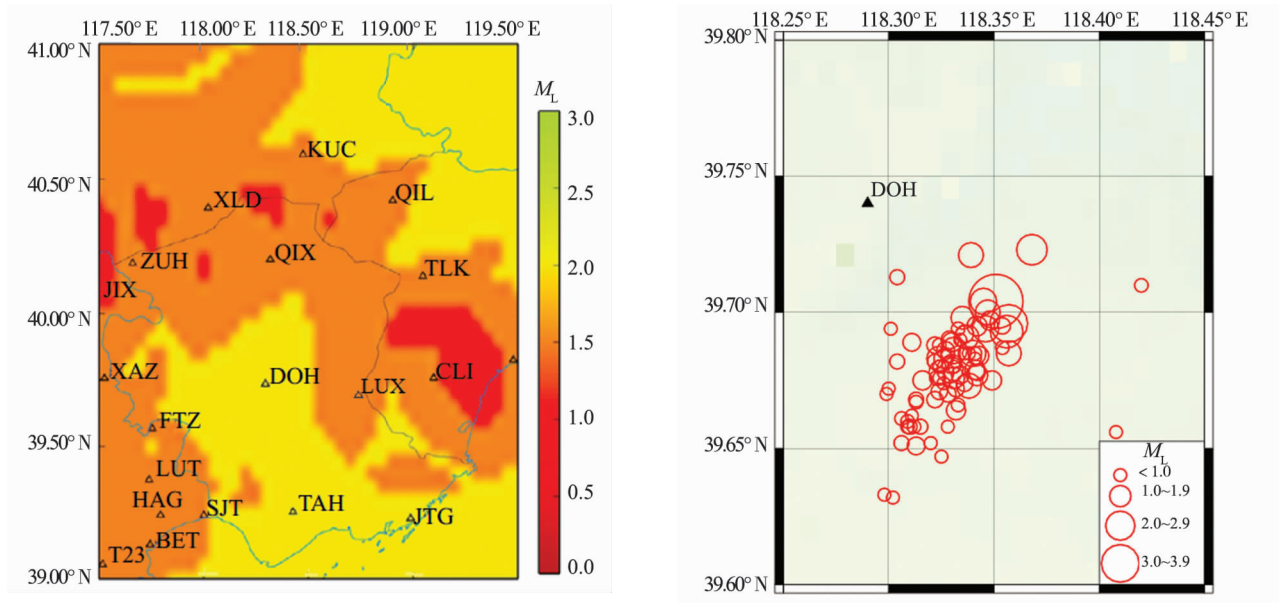 117.50° E 118.00° E 118.50° E 119.00° E 119.50° E
41.00° N
40.50° N
40.00° N
39.50° N
39.00° N
KUC
XLD
QIL
QIX
ZUH
TLK
JIX
XAZ
DOH
LUX
CLI
FTZ
LUT
HAG
SJT
TAH
JTG
BET
T23
M_L
3.0
2.5
2.0
1.5
1.0
0.5
0.0
118.25° E 118.30° E 118.35° E 118.40° E 118.45° E
39.80° N
39.75° N
39.70° N
39.65° N
39.60° N
DOH
M_L
< 1.0
1.0~1.9
2.0~2.9
3.0~3.9